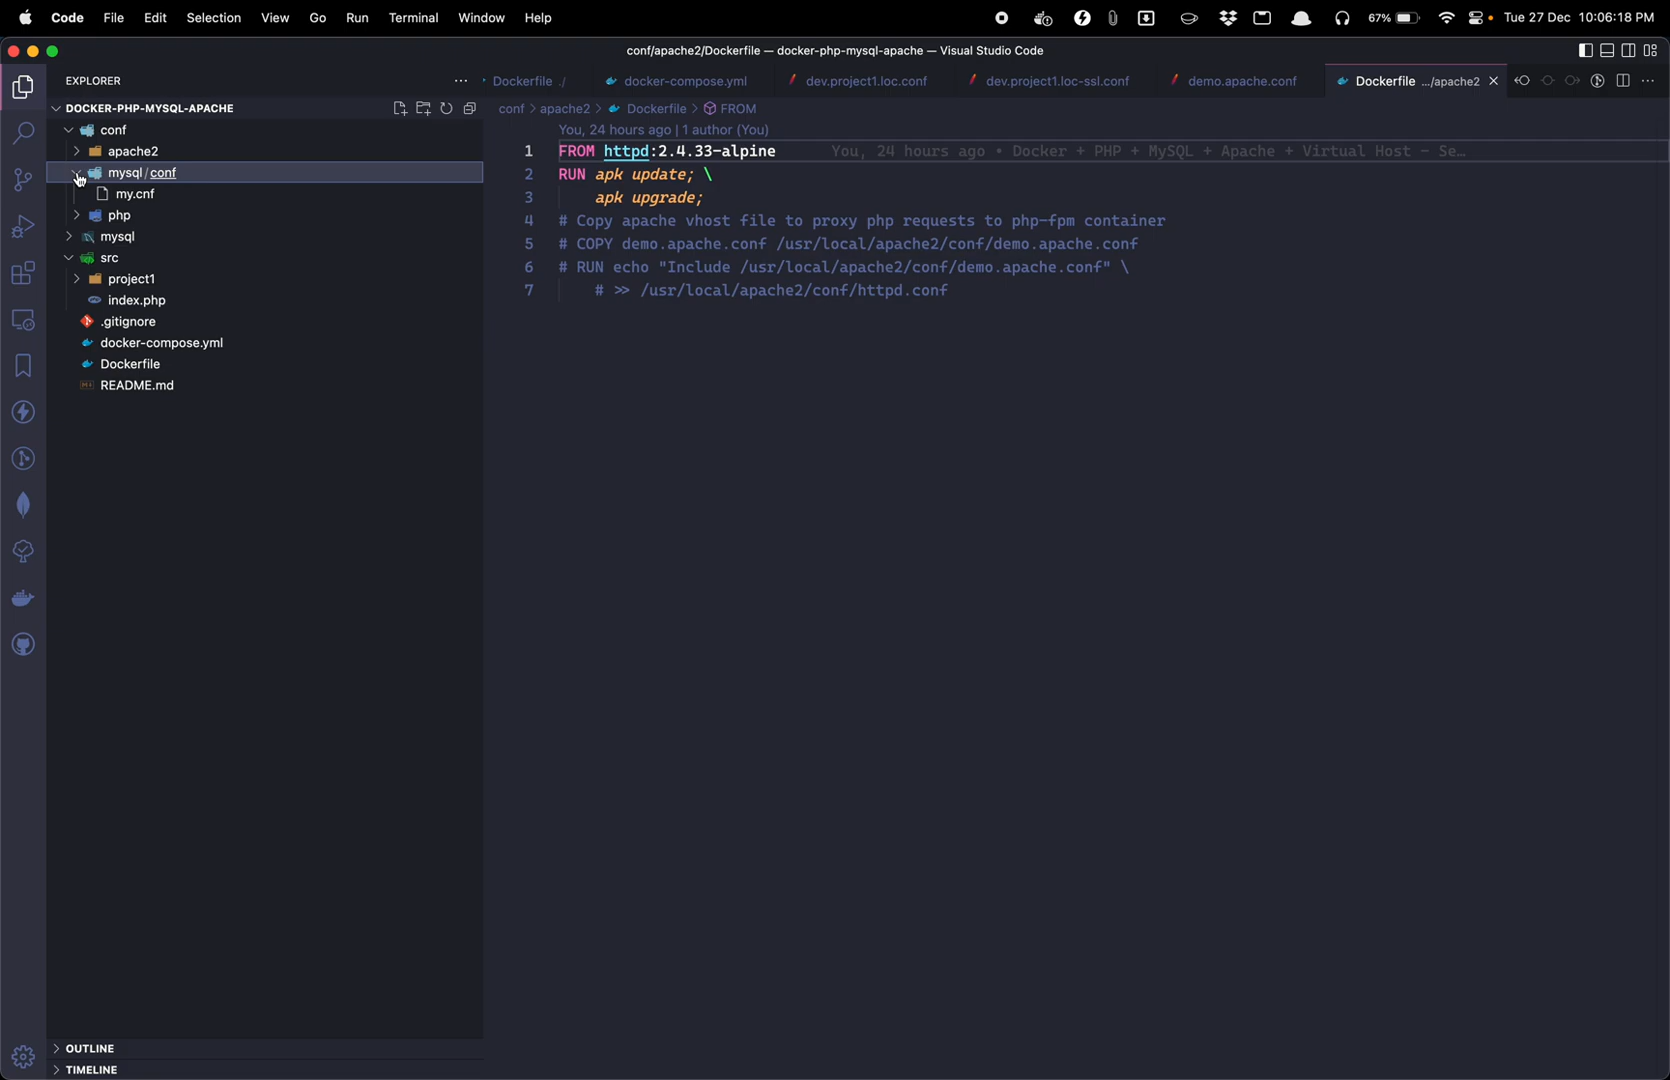 Code File Edit Selection View Go Run Terminal Window Help 67% Tue 27 Dec 10:06:18 PM
conf/apache2/Dockerfile — docker-php-mysql-apache — Visual Studio Code
EXPLORER
Dockerfile ./ docker-compose.yml dev.project1.loc.conf dev.project1.loc-ssl.conf demo.apache.conf Dockerfile .../apache2
DOCKER-PHP-MYSQL-APACHE
conf > apache2 > Dockerfile > FROM
conf
apache2
mysql/conf
my.cnf
php
mysql
src
project1
index.php
.gitignore
docker-compose.yml
Dockerfile
README.md
You, 24 hours ago | 1 author (You)
1 FROM httpd:2.4.33-alpine You, 24 hours ago • Docker + PHP + MySQL + Apache + Virtual Host - Se…
2 RUN apk update; \
3 apk upgrade;
4 # Copy apache vhost file to proxy php requests to php-fpm container
5 # COPY demo.apache.conf /usr/local/apache2/conf/demo.apache.conf
6 # RUN echo "Include /usr/local/apache2/conf/demo.apache.conf" \
7 # >> /usr/local/apache2/conf/httpd.conf
OUTLINE
TIMELINE